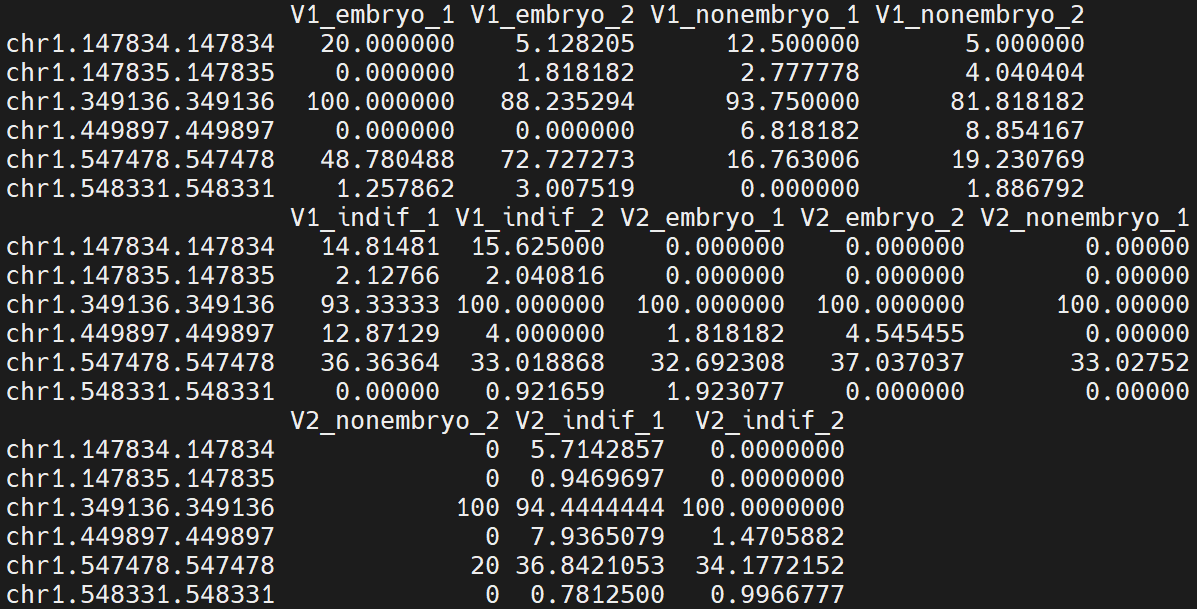 V1_embryo_1 V1_embryo_2 V1_nonembryo_1 V1_nonembryo_2
chr1.147834.147834 20.000000 5.128205 12.500000 5.000000
chr1.147835.147835 0.000000 1.818182 2.777778 4.040404
chr1.349136.349136 100.000000 88.235294 93.750000 81.818182
chr1.449897.449897 0.000000 0.000000 6.818182 8.854167
chr1.547478.547478 48.780488 72.727273 16.763006 19.230769
chr1.548331.548331 1.257862 3.007519 0.000000 1.886792
V1_indif_1 V1_indif_2 V2_embryo_1 V2_embryo_2 V2_nonembryo_1
chr1.147834.147834 14.81481 15.625000 0.000000 0.000000 0.00000
chr1.147835.147835 2.12766 2.040816 0.000000 0.000000 0.00000
chr1.349136.349136 93.33333 100.000000 100.000000 100.000000 100.00000
chr1.449897.449897 12.87129 4.000000 1.818182 4.545455 0.00000
chr1.547478.547478 36.36364 33.018868 32.692308 37.037037 33.02752
chr1.548331.548331 0.00000 0.921659 1.923077 0.000000 0.00000
V2_nonembryo_2 V2_indif_1 V2_indif_2
chr1.147834.147834 0 5.7142857 0.0000000
chr1.147835.147835 0 0.9469697 0.0000000
chr1.349136.349136 100 94.4444444 100.0000000
chr1.449897.449897 0 7.9365079 1.4705882
chr1.547478.547478 20 36.8421053 34.1772152
chr1.548331.548331 0 0.7812500 0.9966777